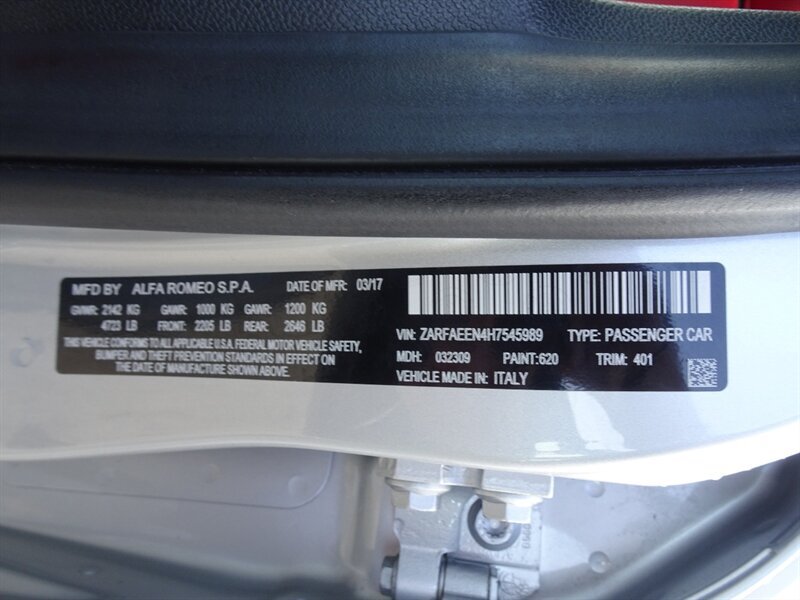 MFD BY ALFA ROMEO S.P.A. DATE OF MFR: 03/17
GVWR: 2142 KG GAWR: 1000 KG GAWR: 1200 KG
4723 LB FRONT: 2205 LB REAR: 2646 LB
THIS VEHICLE CONFORMS TO ALL U.S.A. FEDERAL MOTOR VEHICLE SAFETY,
BUMPER AND THEFT PREVENTION STANDARDS IN EFFECT ON
THE DATE OF MANUFACTURE SHOWN ABOVE.
VIN: ZARFAEEN4H7545989 TYPE: PASSENGER CAR
MDH: 032309 PAINT:620 TRIM: 401
VEHICLE MADE IN: ITALY